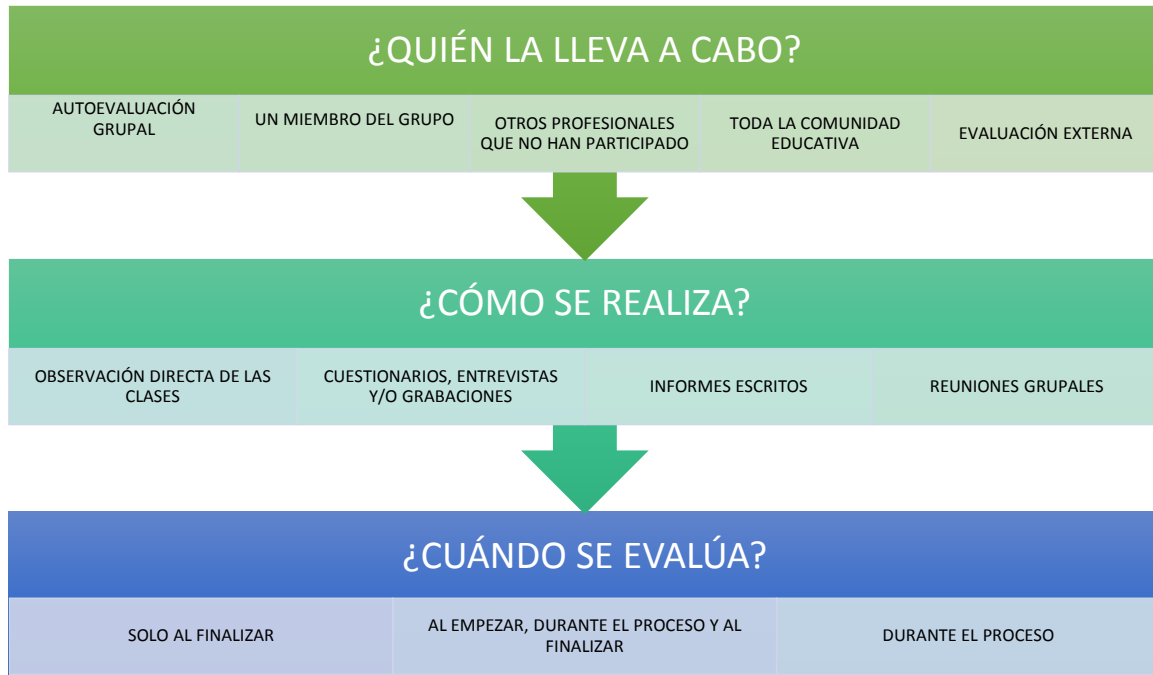 ¿QUIÉN LA LLEVA A CABO?
AUTOEVALUACIÓN
GRUPAL
UN MIEMBRO DEL GRUPO
OTROS PROFESIONALES
QUE NO HAN PARTICIPADO
TODA LA COMUNIDAD
EDUCATIVA
EVALUACIÓN EXTERNA
¿CÓMO SE REALIZA?
OBSERVACIÓN DIRECTA DE LAS
CLASES
CUESTIONARIOS, ENTREVISTAS
Y/O GRABACIONES
INFORMES ESCRITOS
REUNIONES GRUPALES
¿CUÁNDO SE EVALÚA?
SOLO AL FINALIZAR
AL EMPEZAR, DURANTE EL PROCESO Y AL
FINALIZAR
DURANTE EL PROCESO